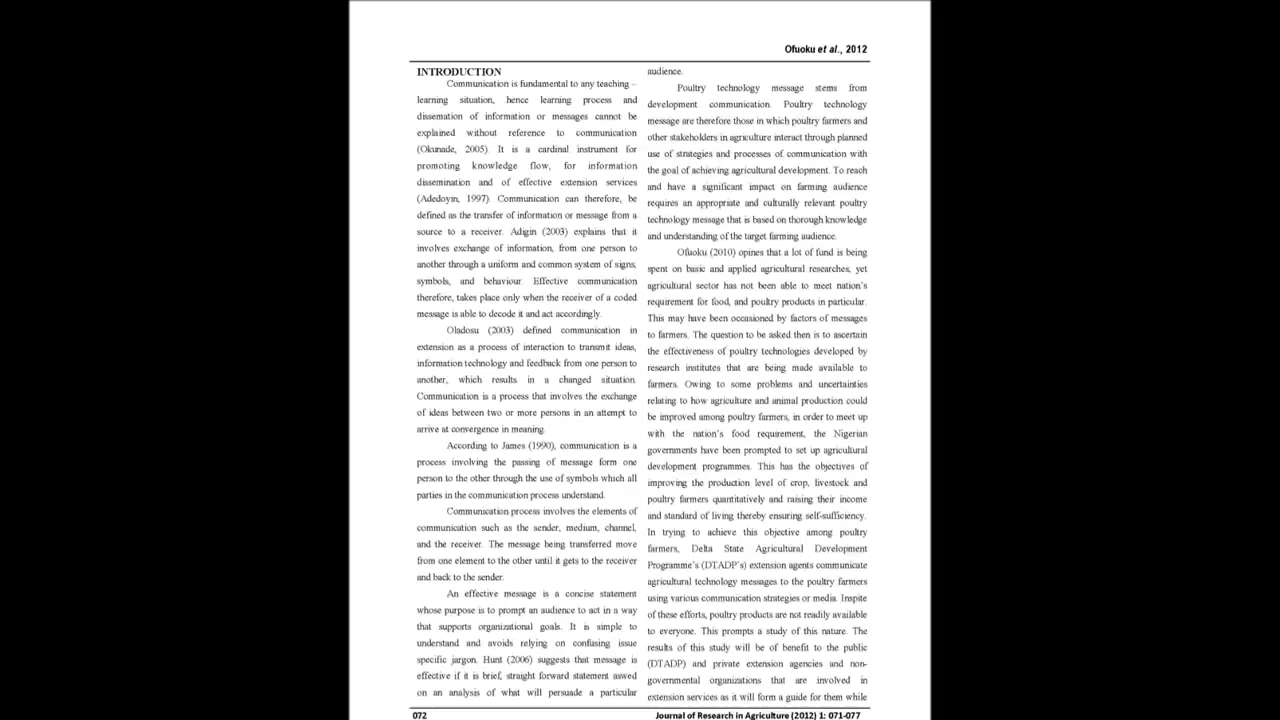 Ofuoku et al., 2012
INTRODUCTION
Communication is fundamental to any teaching –
learning situation, hence learning process and
dissemation of information or messages cannot be
explained without reference to communication
(Okunade, 2005). It is a cardinal instrument for
promoting knowledge flow, for information
dissemination and of effective extension services
(Adedoyin, 1997). Communication can therefore, be
defined as the transfer of information or message from a
source to a receiver. Adigin (2003) explains that it
involves exchange of information, from one person to
another through a uniform and common system of signs,
symbols, and behaviour. Effective communication
therefore, takes place only when the receiver of a coded
message is able to decode it and act accordingly.
Oladosu (2003) defined communication in
extension as a process of interaction to transmit ideas,
information technology and feedback from one person to
another, which results in a changed situation.
Communication is a process that involves the exchange
of ideas between two or more persons in an attempt to
arrive at convergence in meaning.
According to James (1990), communication is a
process involving the passing of message form one
person to the other through the use of symbols which all
parties in the communication process understand.
Communication process involves the elements of
communication such as the sender, medium, channel,
and the receiver. The message being transferred move
from one element to the other until it gets to the receiver
and back to the sender.
An effective message is a concise statement
whose purpose is to prompt an audience to act in a way
that supports organizational goals. It is simple to
understand and avoids relying on confusing issue
specific jargon. Hunt (2006) suggests that message is
effective if it is brief, straight forward statement aswed
on an analysis of what will persuade a particular
audience.
Poultry technology message stems from
development communication. Poultry technology
message are therefore those in which poultry farmers and
other stakeholders in agriculture interact through planned
use of strategies and processes of communication with
the goal of achieving agricultural development. To reach
and have a significant impact on farming audience
requires an appropriate and culturally relevant poultry
technology message that is based on thorough knowledge
and understanding of the target farming audience.
Ofuoku (2010) opines that a lot of fund is being
spent on basic and applied agricultural researches, yet
agricultural sector has not been able to meet nation's
requirement for food, and poultry products in particular.
This may have been occasioned by factors of messages
to farmers. The question to be asked then is to ascertain
the effectiveness of poultry technologies developed by
research institutes that are being made available to
farmers. Owing to some problems and uncertainties
relating to how agriculture and animal production could
be improved among poultry farmers, in order to meet up
with the nation's food requirement, the Nigerian
governments have been prompted to set up agricultural
development programmes. This has the objectives of
improving the production level of crop, livestock and
poultry farmers quantitatively and raising their income
and standard of living thereby ensuring self-sufficiency.
In trying to achieve this objective among poultry
farmers, Delta State Agricultural Development
Programme's (DTADP's) extension agents communicate
agricultural technology messages to the poultry farmers
using various communication strategies or media. Inspite
of these efforts, poultry products are not readily available
to everyone. This prompts a study of this nature. The
results of this study will be of benefit to the public
(DTADP) and private extension agencies and non-
governmental organizations that are involved in
extension services as it will form a guide for them while
072
Journal of Research in Agriculture (2012) 1: 071-077